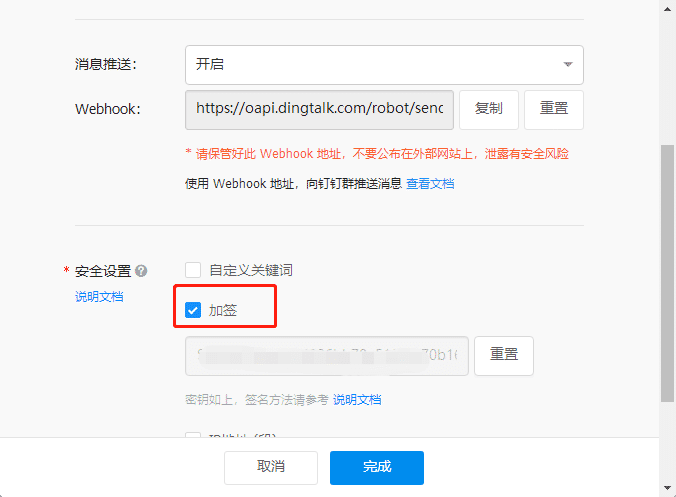 消息推送: 开启
Webhook: https://oapi.dingtalk.com/robot/send 复制 重置
* 请保管好此 Webhook 地址，不要公布在外部网站上，泄露有安全风险
使用 Webhook 地址，向钉钉群推送消息 查看文档
* 安全设置 ? 自定义关键词
说明文档
加签
70b16 重置
密钥如上，签名方法请参考 说明文档
取消 完成